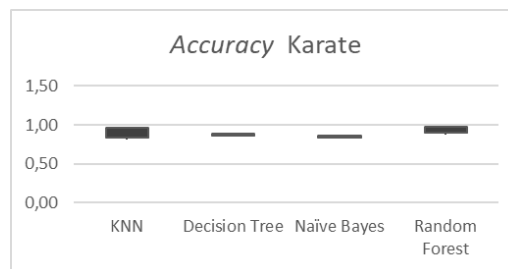 Accuracy Karate
1,50
1,00
0,50
0,00
KNN
Decision Tree
Naïve Bayes
Random
Forest